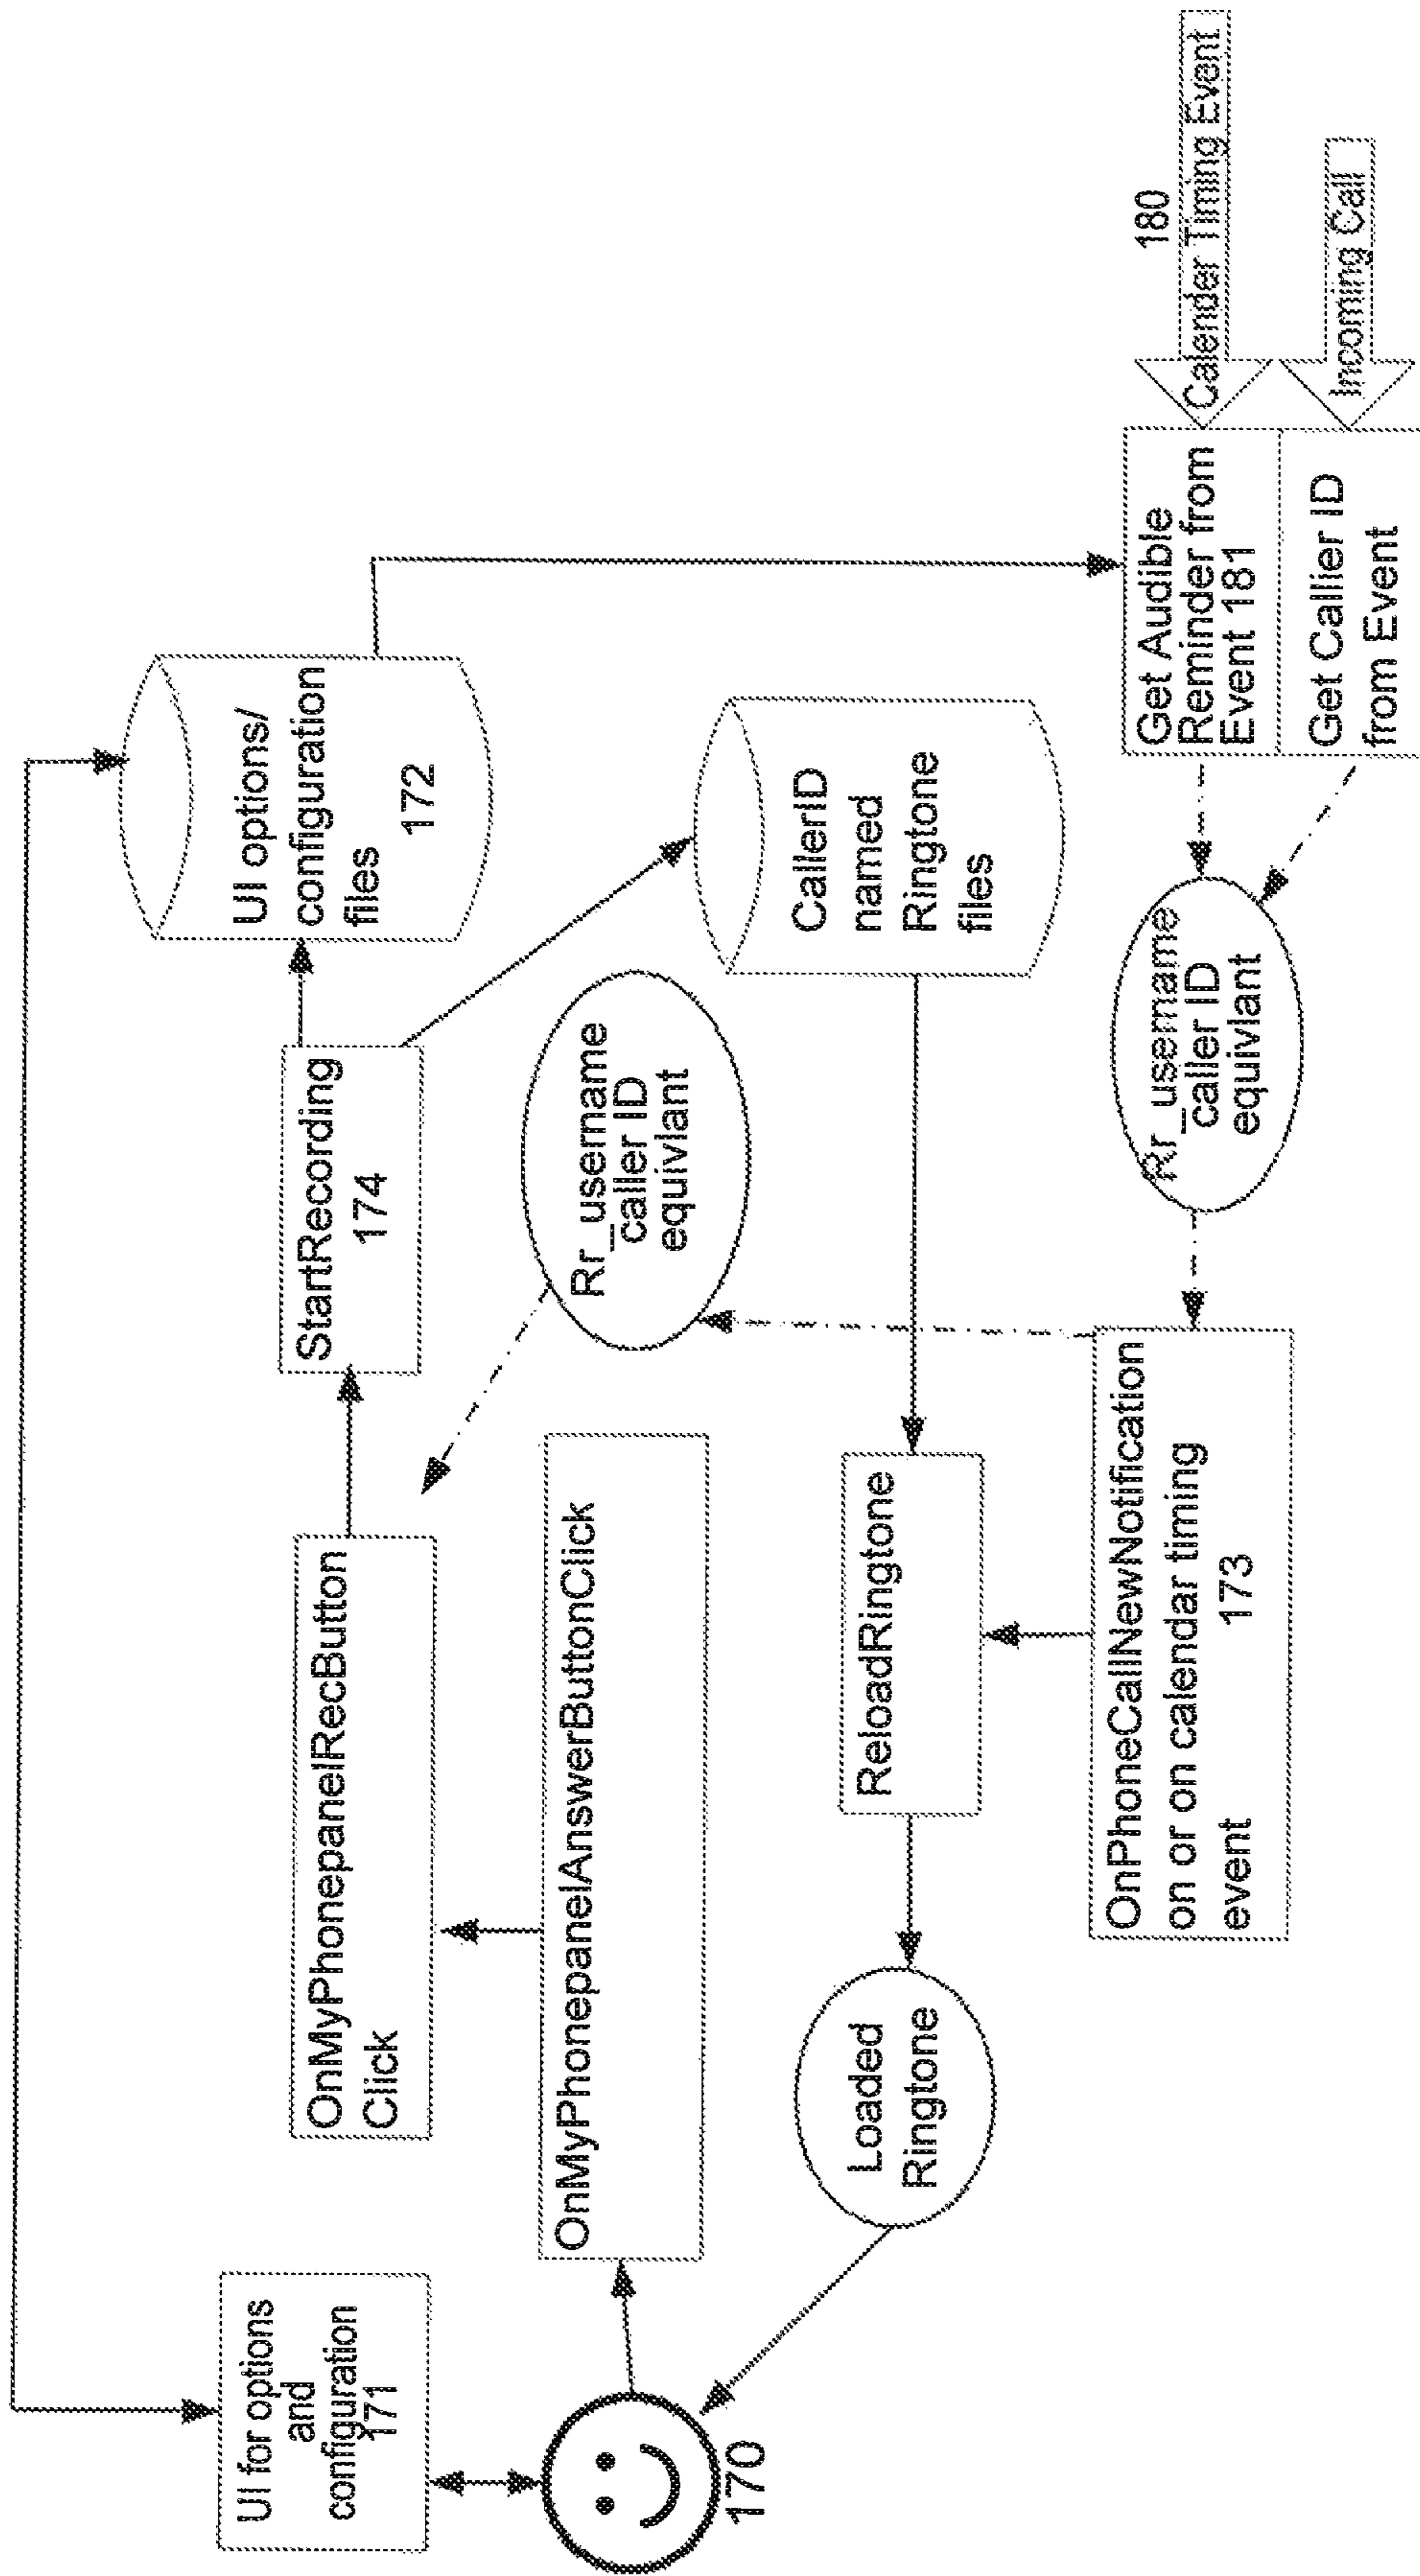 UI for options
and
configuration
171
170
OnMyPhonepanelRecButton
Click
OnMyPhonepanelAnswerButtonClick
StartRecording
174
UI options/
configuration
files
172
Rr_username
_caller ID
equivlant
CallerID
named
Ringtone
files
Loaded
Ringtone
ReloadRingtone
OnPhoneCallNewNotification
on or on calendar timing
event 173
Rr_username
_caller ID
equivlant
Get Audible
Reminder from
Event 181
Get Callier ID
from Event
180
Calender Timing Event
Incoming Call